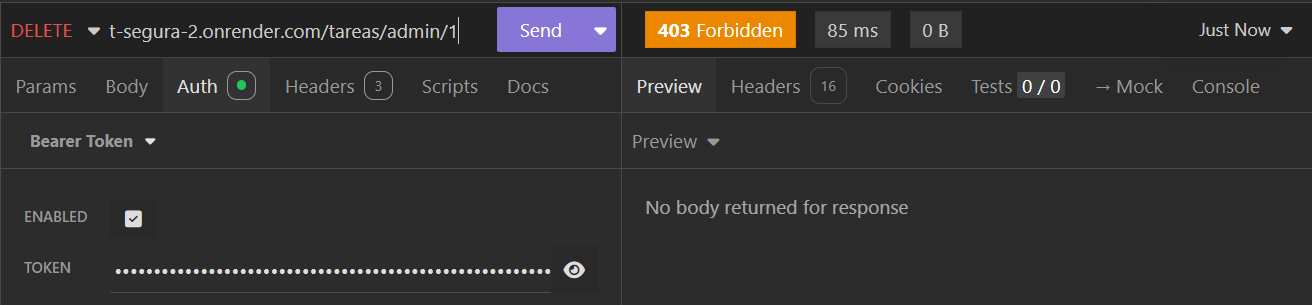 DELETE t-segura-2.onrender.com/tareas/admin/1 Send 403 Forbidden 85 ms 0 B Just Now
Params Body Auth Headers 3 Scripts Docs Preview Headers 16 Cookies Tests 0 / 0 → Mock Console
Bearer Token Preview
ENABLED
No body returned for response
TOKEN ••••••••••••••••••••••••••••••••••••••••••••••••••••••••